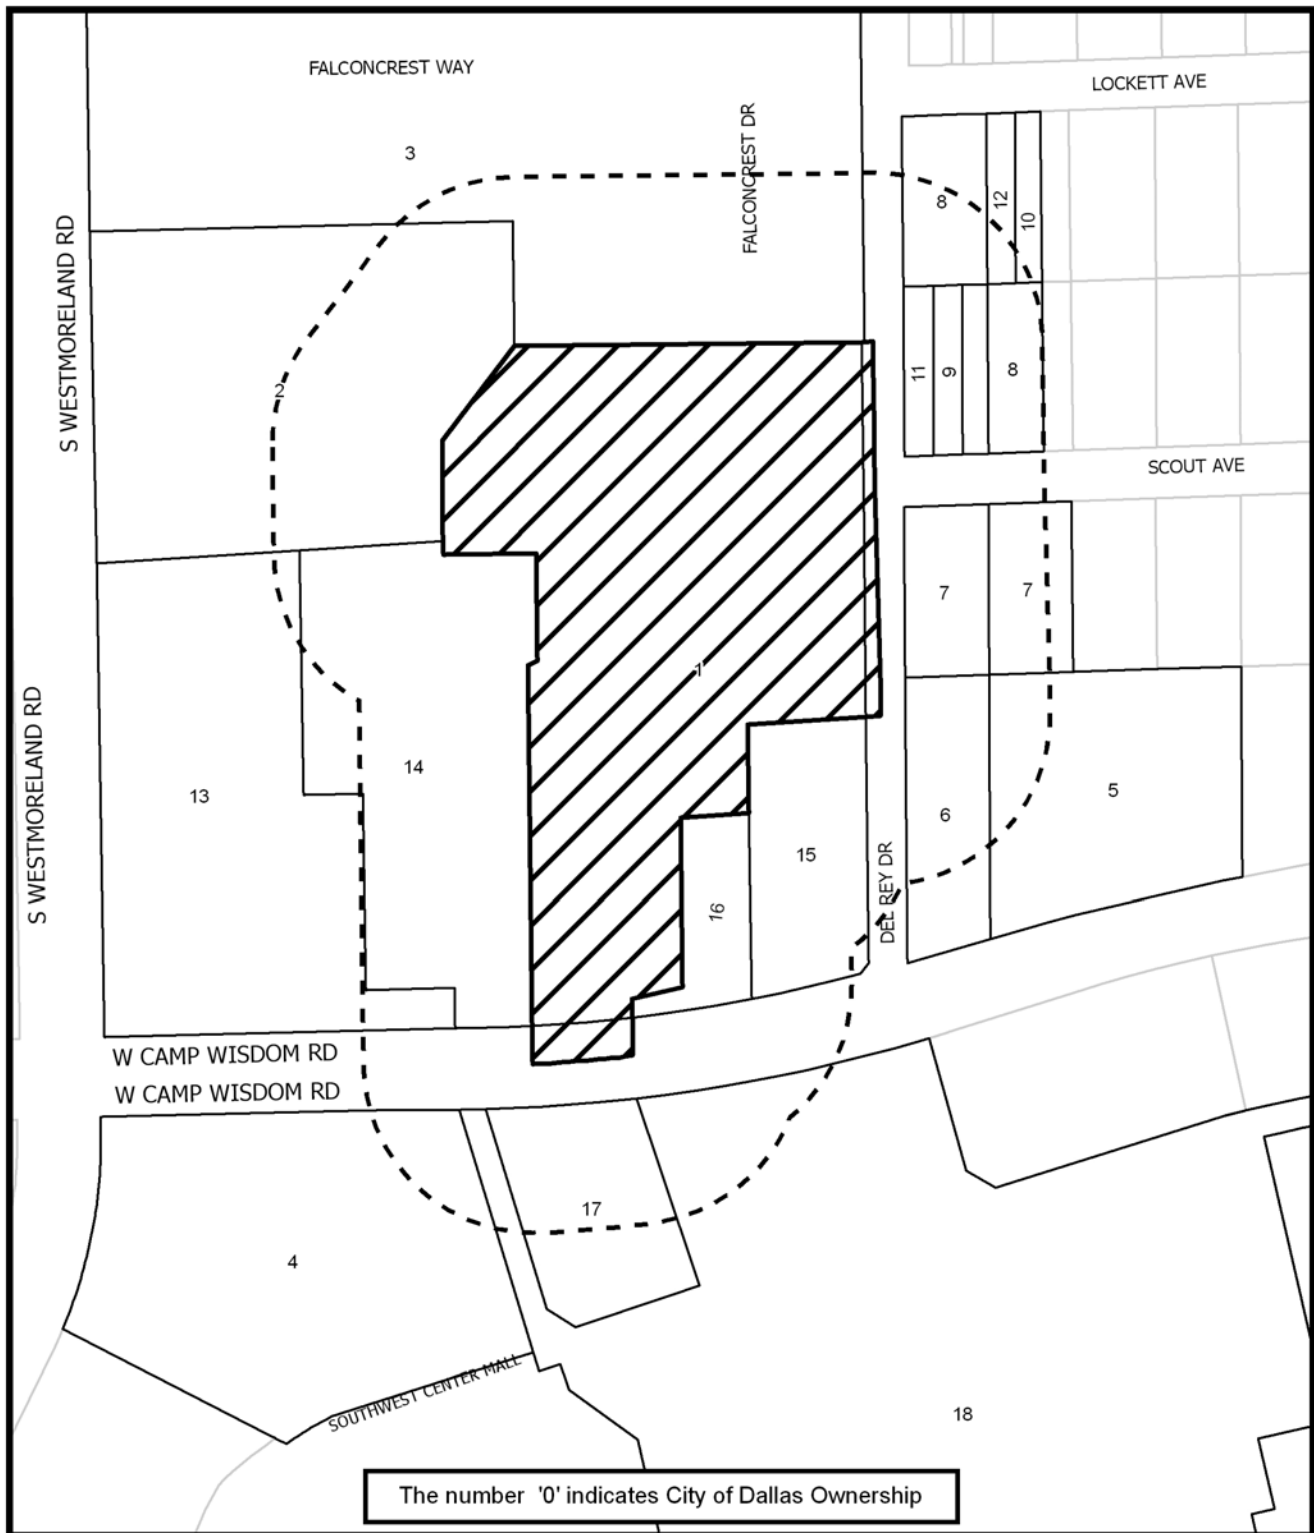 FALCONCREST WAY
LOCKETT AVE
FALCONCREST DR
3
8
12
10
S WESTMORELAND RD
2
11
9
8
SCOUT AVE
7
7
1
S WESTMORELAND RD
13
14
15
16
6
5
DEL REY DR
W CAMP WISDOM RD
W CAMP WISDOM RD
17
4
SOUTHWEST CENTER MALL
18
The number '0' indicates City of Dallas Ownership